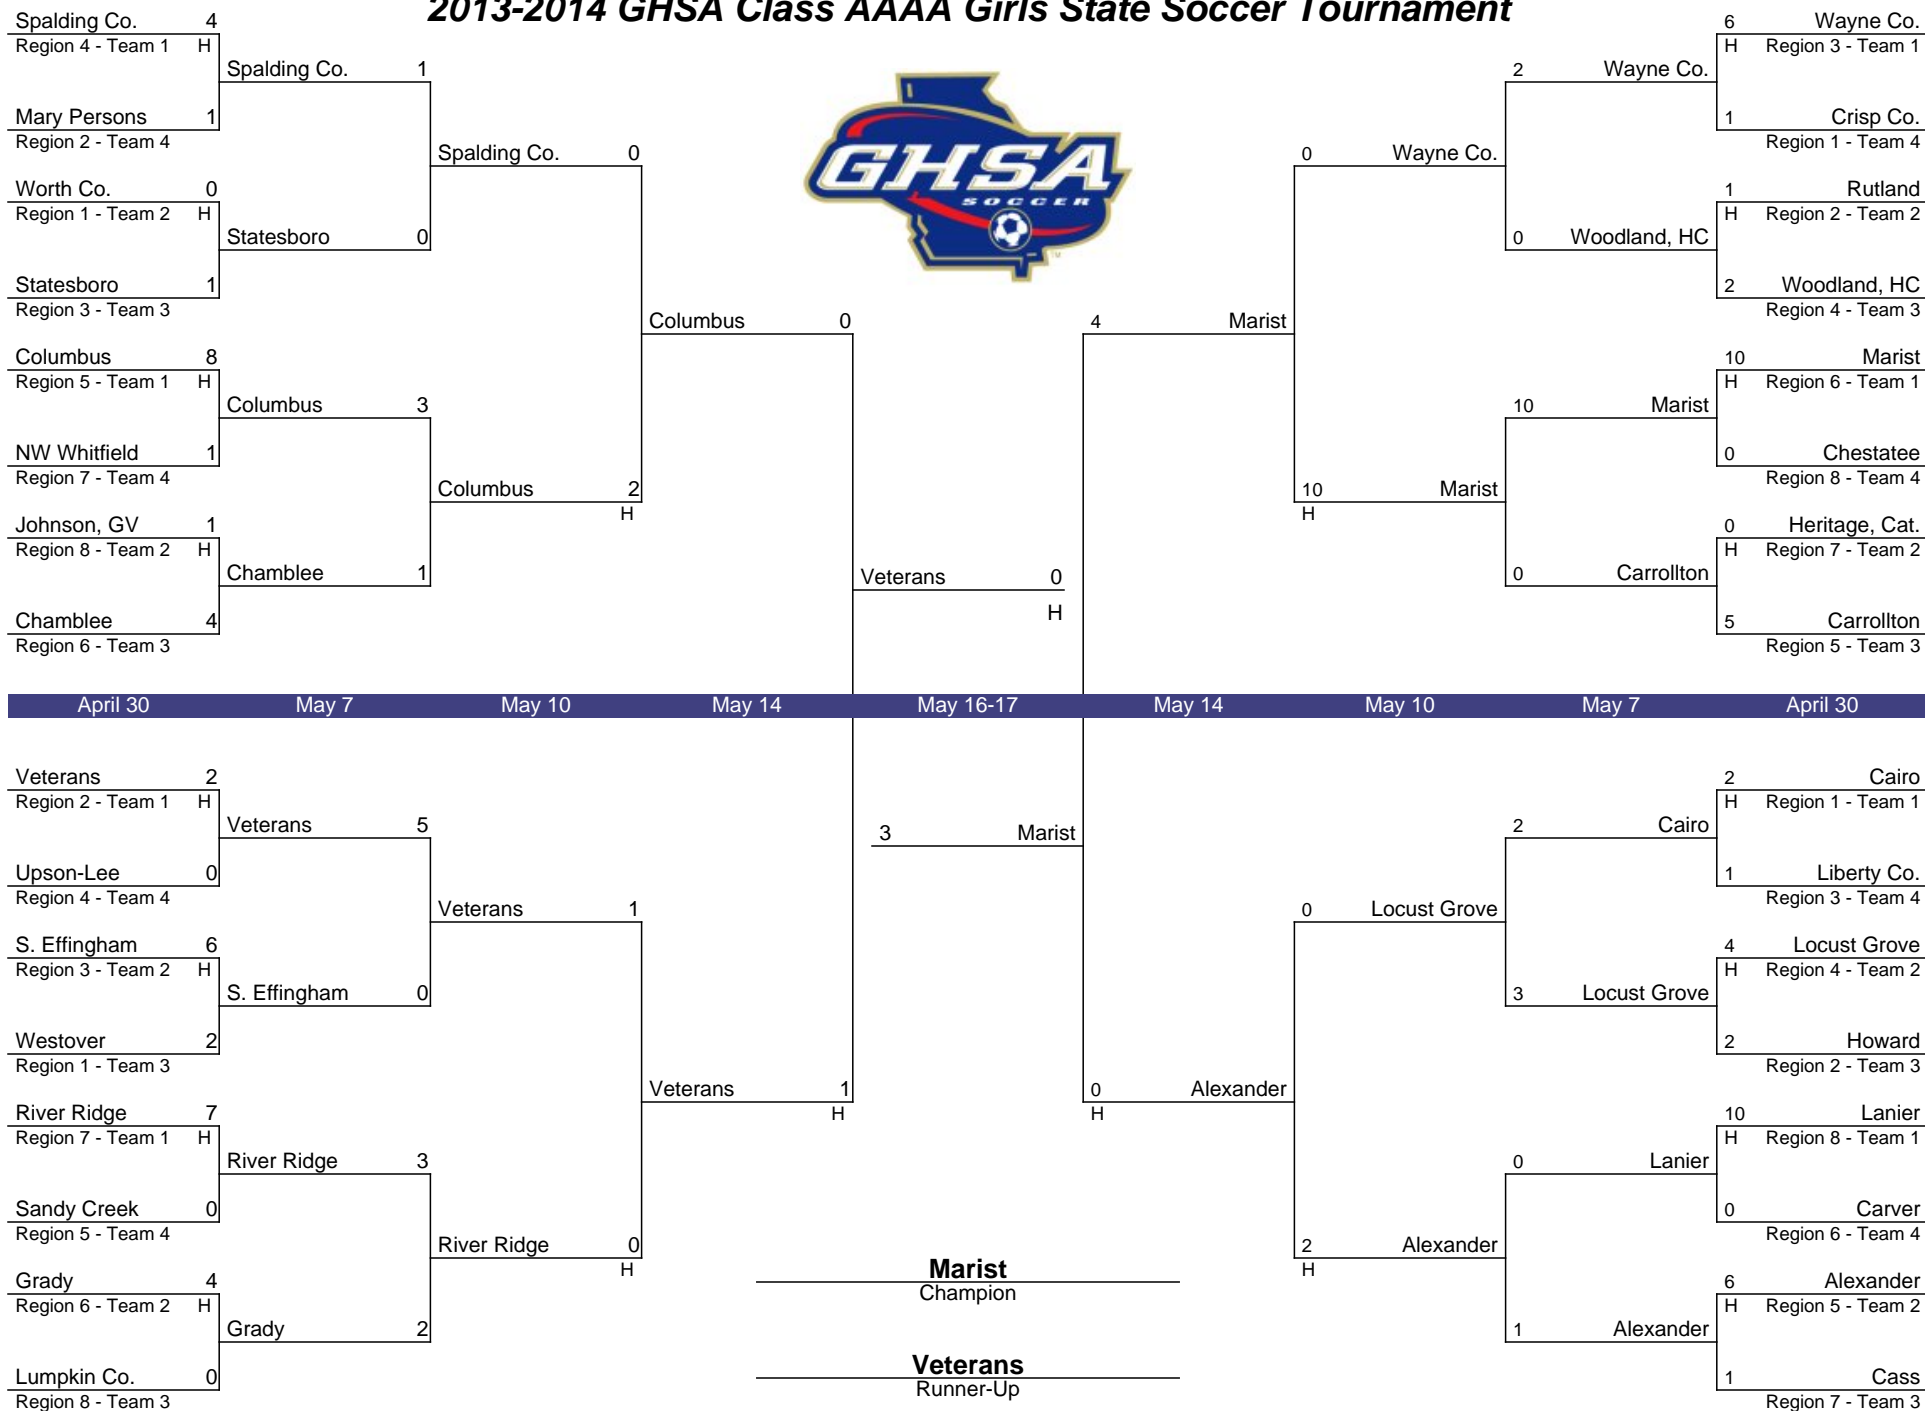 2013-2014 GHSA Class AAAA Girls State Soccer Tournament
GHSA
SOCCER
TM
Spalding Co. 4
Region 4 - Team 1 H
Mary Persons 1
Region 2 - Team 4
Worth Co. 0
Region 1 - Team 2 H
Statesboro 1
Region 3 - Team 3
Columbus 8
Region 5 - Team 1 H
NW Whitfield 1
Region 7 - Team 4
Johnson, GV 1
Region 8 - Team 2 H
Chamblee 4
Region 6 - Team 3
Spalding Co. 1
Statesboro 0
Columbus 3
Chamblee 1
Spalding Co. 0
Columbus 2
H
Columbus 0
Veterans 0
H
4 Marist
0 Wayne Co.
10 Marist
H
2 Wayne Co.
0 Woodland, HC
10 Marist
0 Carrollton
6 Wayne Co.
H Region 3 - Team 1
1 Crisp Co.
Region 1 - Team 4
1 Rutland
H Region 2 - Team 2
2 Woodland, HC
Region 4 - Team 3
10 Marist
H Region 6 - Team 1
0 Chestatee
Region 8 - Team 4
0 Heritage, Cat.
H Region 7 - Team 2
5 Carrollton
Region 5 - Team 3
April 30 May 7 May 10 May 14 May 16-17 May 14 May 10 May 7 April 30
Veterans 2
Region 2 - Team 1 H
Upson-Lee 0
Region 4 - Team 4
S. Effingham 6
Region 3 - Team 2 H
Westover 2
Region 1 - Team 3
River Ridge 7
Region 7 - Team 1 H
Sandy Creek 0
Region 5 - Team 4
Grady 4
Region 6 - Team 2 H
Lumpkin Co. 0
Region 8 - Team 3
Veterans 5
S. Effingham 0
River Ridge 3
Grady 2
Veterans 1
River Ridge 0
H
Veterans 1
H
3 Marist
0 Alexander
H
0 Locust Grove
2 Alexander
H
2 Cairo
3 Locust Grove
0 Lanier
1 Alexander
2 Cairo
H Region 1 - Team 1
1 Liberty Co.
Region 3 - Team 4
4 Locust Grove
H Region 4 - Team 2
2 Howard
Region 2 - Team 3
10 Lanier
H Region 8 - Team 1
0 Carver
Region 6 - Team 4
6 Alexander
H Region 5 - Team 2
1 Cass
Region 7 - Team 3
Marist
Champion
Veterans
Runner-Up